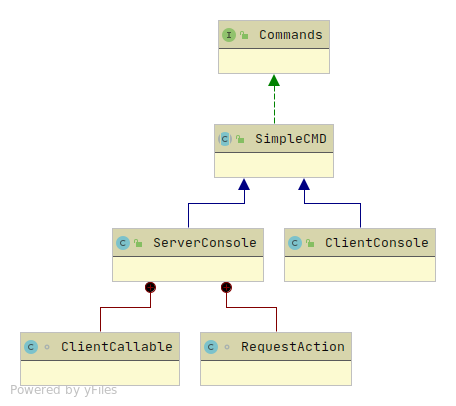 I Commands
C SimpleCMD
C ServerConsole
C ClientConsole
C ClientCallable
C RequestAction
Powered by yFiles